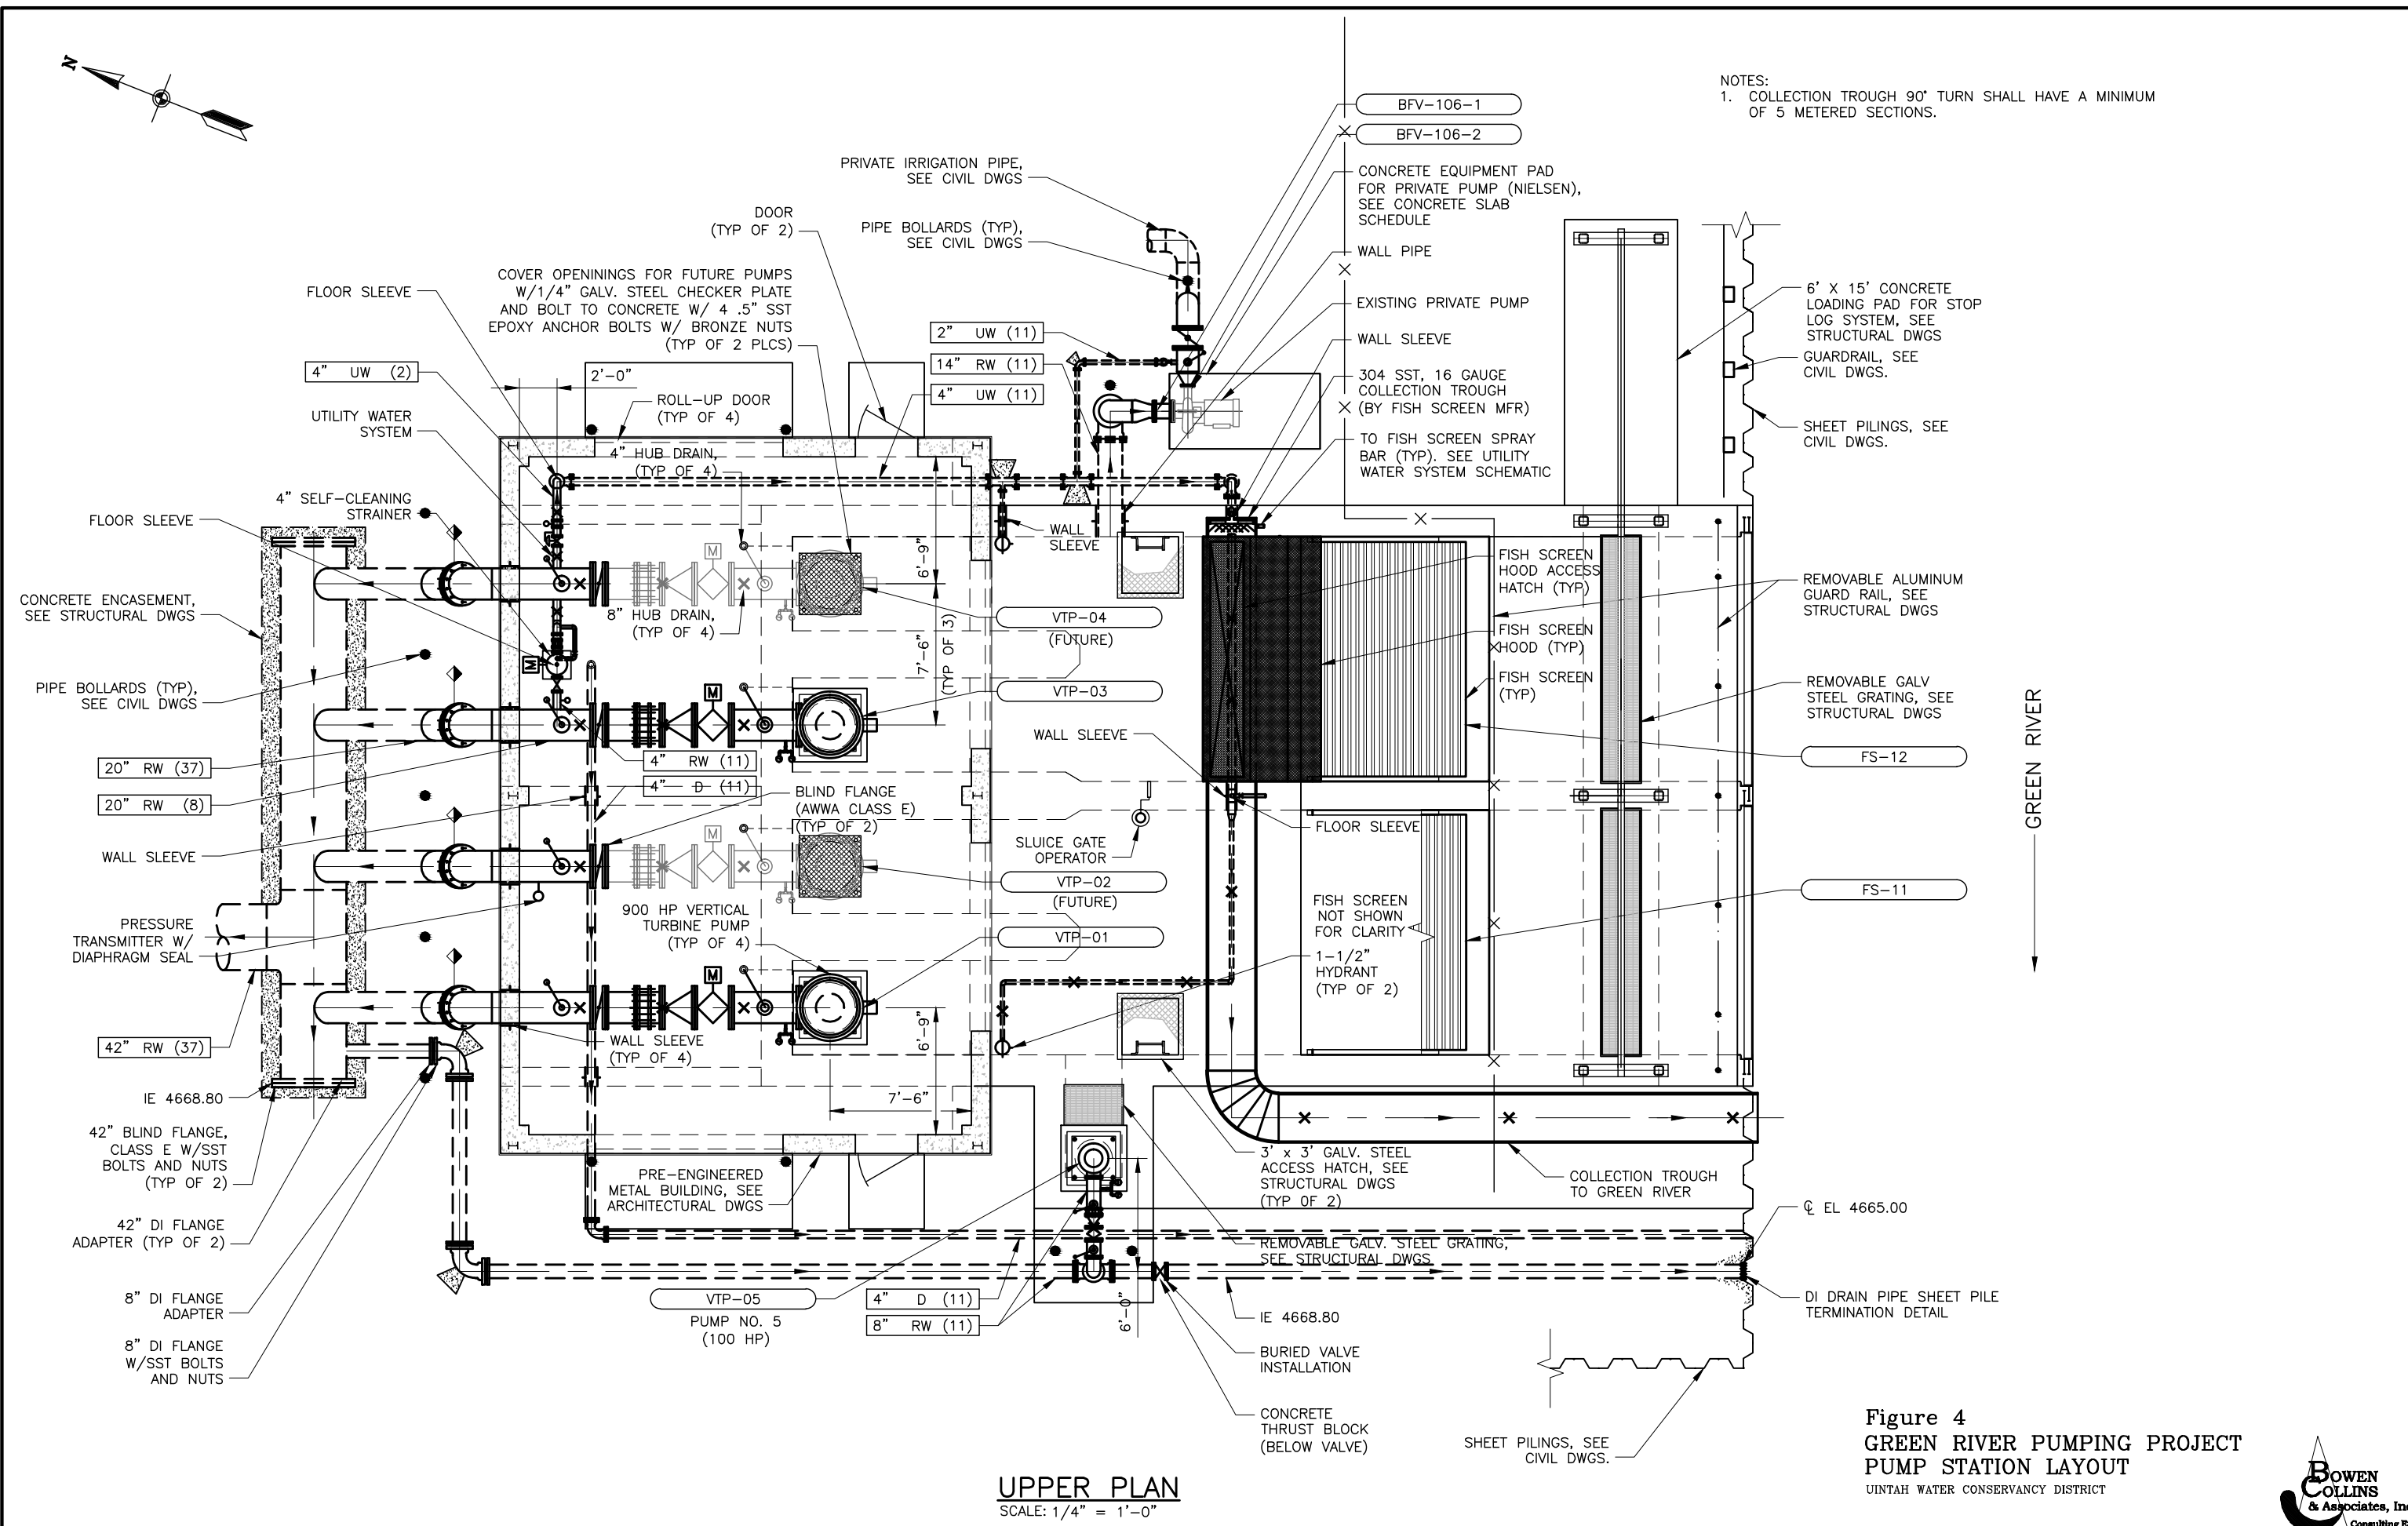 N
NOTES:
1. COLLECTION TROUGH 90° TURN SHALL HAVE A MINIMUM
OF 5 METERED SECTIONS.
BFV-106-1
BFV-106-2
PRIVATE IRRIGATION PIPE,
SEE CIVIL DWGS
CONCRETE EQUIPMENT PAD
FOR PRIVATE PUMP (NIELSEN),
SEE CONCRETE SLAB
SCHEDULE
DOOR
(TYP OF 2)
PIPE BOLLARDS (TYP),
SEE CIVIL DWGS
WALL PIPE
COVER OPENNINGS FOR FUTURE PUMPS
W/1/4" GALV. STEEL CHECKER PLATE
AND BOLT TO CONCRETE W/ 4 .5" SST
EPOXY ANCHOR BOLTS W/ BRONZE NUTS
(TYP OF 2 PLCS)
FLOOR SLEEVE
EXISTING PRIVATE PUMP
6' X 15' CONCRETE
LOADING PAD FOR STOP
LOG SYSTEM, SEE
STRUCTURAL DWGS
2" UW (11)
14" RW (11)
4" UW (11)
WALL SLEEVE
GUARDRAIL, SEE
CIVIL DWGS.
4" UW (2)
2'-0"
ROLL-UP DOOR
(TYP OF 4)
304 SST, 16 GAUGE
COLLECTION TROUGH
(BY FISH SCREEN MFR)
UTILITY WATER
SYSTEM
4" HUB DRAIN,
(TYP OF 4)
TO FISH SCREEN SPRAY
BAR (TYP). SEE UTILITY
WATER SYSTEM SCHEMATIC
SHEET PILINGS, SEE
CIVIL DWGS.
4" SELF-CLEANING
STRAINER
FLOOR SLEEVE
WALL
SLEEVE
M
6'-9"
FISH SCREEN
HOOD ACCESS
HATCH (TYP)
REMOVABLE ALUMINUM
GUARD RAIL, SEE
STRUCTURAL DWGS
CONCRETE ENCASEMENT,
SEE STRUCTURAL DWGS
8" HUB DRAIN,
(TYP OF 4)
VTP-04
(FUTURE)
7'-6"
(TYP OF 3)
FISH SCREEN
HOOD (TYP)
M
PIPE BOLLARDS (TYP),
SEE CIVIL DWGS
M
VTP-03
FISH SCREEN
(TYP)
REMOVABLE GALV
STEEL GRATING, SEE
STRUCTURAL DWGS
GREEN RIVER
WALL SLEEVE
20" RW (37)
4" RW (11)
4" D (11)
FS-12
20" RW (8)
BLIND FLANGE
(AWWA CLASS E)
(TYP OF 2)
M
FLOOR SLEEVE
SLUICE GATE
OPERATOR
WALL SLEEVE
VTP-02
(FUTURE)
FS-11
900 HP VERTICAL
TURBINE PUMP
(TYP OF 4)
FISH SCREEN
NOT SHOWN
FOR CLARITY
PRESSURE
TRANSMITTER W/
DIAPHRAGM SEAL
VTP-01
M
1-1/2"
HYDRANT
(TYP OF 2)
42" RW (37)
WALL SLEEVE
(TYP OF 4)
6'-9"
7'-6"
IE 4668.80
42" BLIND FLANGE,
CLASS E W/SST
BOLTS AND NUTS
(TYP OF 2)
PRE-ENGINEERED
METAL BUILDING, SEE
ARCHITECTURAL DWGS
3' x 3' GALV. STEEL
ACCESS HATCH, SEE
STRUCTURAL DWGS
(TYP OF 2)
COLLECTION TROUGH
TO GREEN RIVER
℄ EL 4665.00
42" DI FLANGE
ADAPTER (TYP OF 2)
REMOVABLE GALV. STEEL GRATING,
SEE STRUCTURAL DWGS
8" DI FLANGE
ADAPTER
VTP-05
PUMP NO. 5
(100 HP)
4" D (11)
8" RW (11)
6'-0"
IE 4668.80
DI DRAIN PIPE SHEET PILE
TERMINATION DETAIL
8" DI FLANGE
W/SST BOLTS
AND NUTS
BURIED VALVE
INSTALLATION
CONCRETE
THRUST BLOCK
(BELOW VALVE)
SHEET PILINGS, SEE
CIVIL DWGS.
UPPER PLAN
SCALE: 1/4" = 1'-0"
Figure 4
GREEN RIVER PUMPING PROJECT
PUMP STATION LAYOUT
UINTAH WATER CONSERVANCY DISTRICT
BOWEN
COLLINS
& Associates, Inc
Consulting E